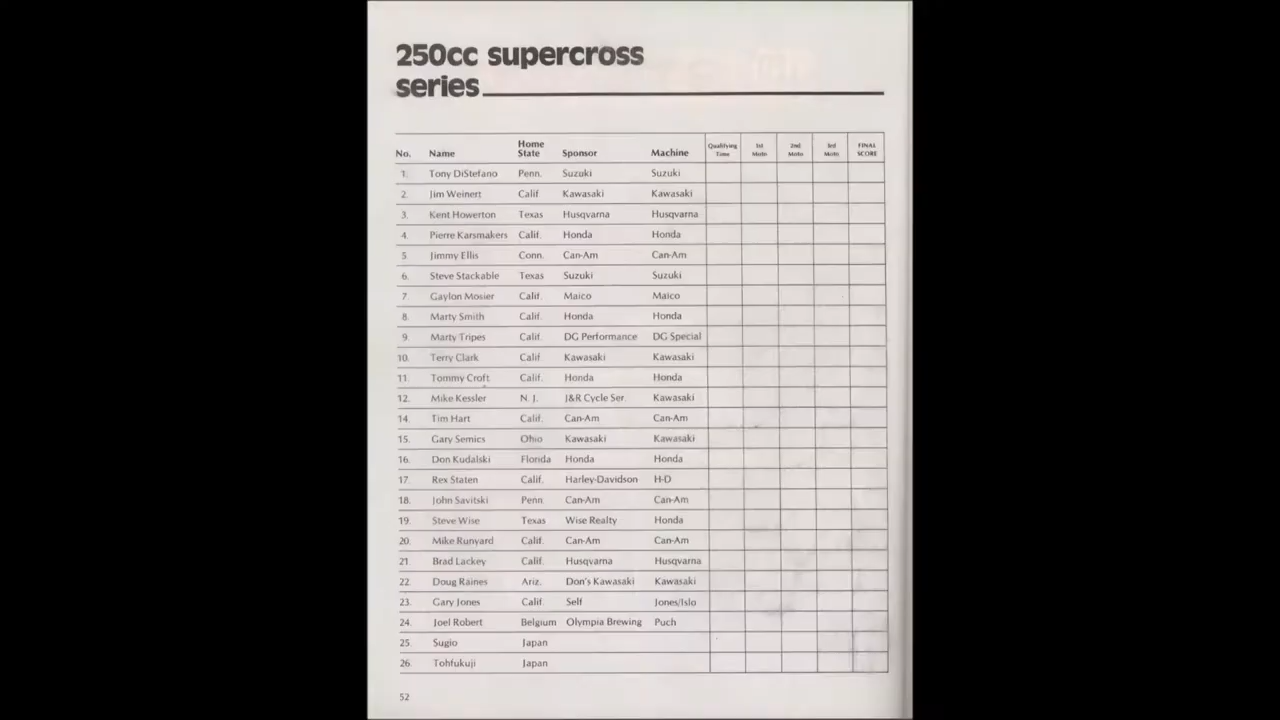 250cc supercross
series
No. Name Home State Sponsor Machine Qualifying Time 1st Moto 2nd Moto 3rd Moto FINAL SCORE
1. Tony DiStefano Penn. Suzuki Suzuki
2. Jim Weinert Calif Kawasaki Kawasaki
3. Kent Howerton Texas Husqvarna Husqvarna
4. Pierre Karsmakers Calif. Honda Honda
5. Jimmy Ellis Conn. Can-Am Can-Am
6. Steve Stackable Texas Suzuki Suzuki
7. Gaylon Mosier Calif. Maico Maico
8. Marty Smith Calif. Honda Honda
9. Marty Tripes Calif. DG Performance DG Special
10. Terry Clark Calif Kawasaki Kawasaki
11. Tommy Croft Calif. Honda Honda
12. Mike Kessler N. J. J&R Cycle Ser. Kawasaki
14. Tim Hart Calif. Can-Am Can-Am
15. Gary Semics Ohio Kawasaki Kawasaki
16. Don Kudalski Florida Honda Honda
17. Rex Staten Calif. Harley-Davidson H-D
18. John Savitski Penn. Can-Am Can-Am
19. Steve Wise Texas Wise Realty Honda
20. Mike Runyard Calif. Can-Am Can-Am
21. Brad Lackey Calif. Husqvarna Husqvarna
22. Doug Raines Ariz. Don's Kawasaki Kawasaki
23. Gary Jones Calif. Self Jones/Islo
24. Joel Robert Belgium Olympia Brewing Puch
25. Sugio Japan
26. Tohfukuji Japan
52